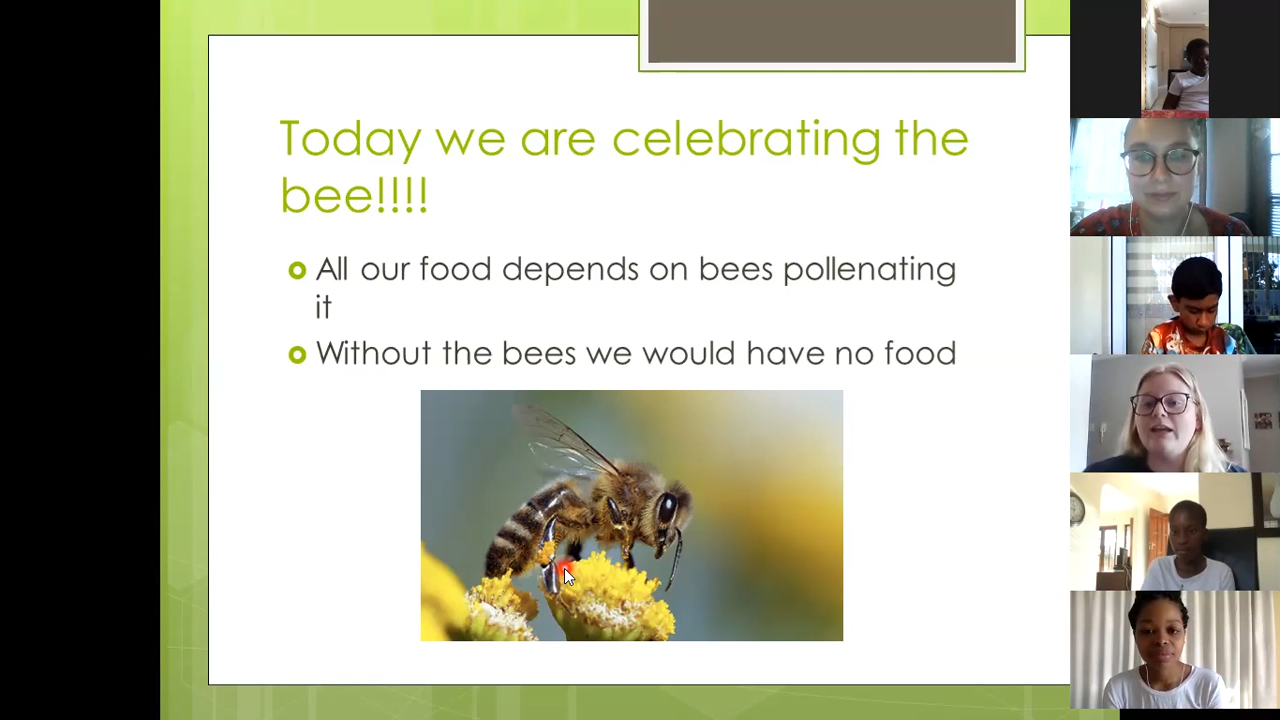 Today we are celebrating the
bee!!!!
All our food depends on bees pollenating
it
Without the bees we would have no food